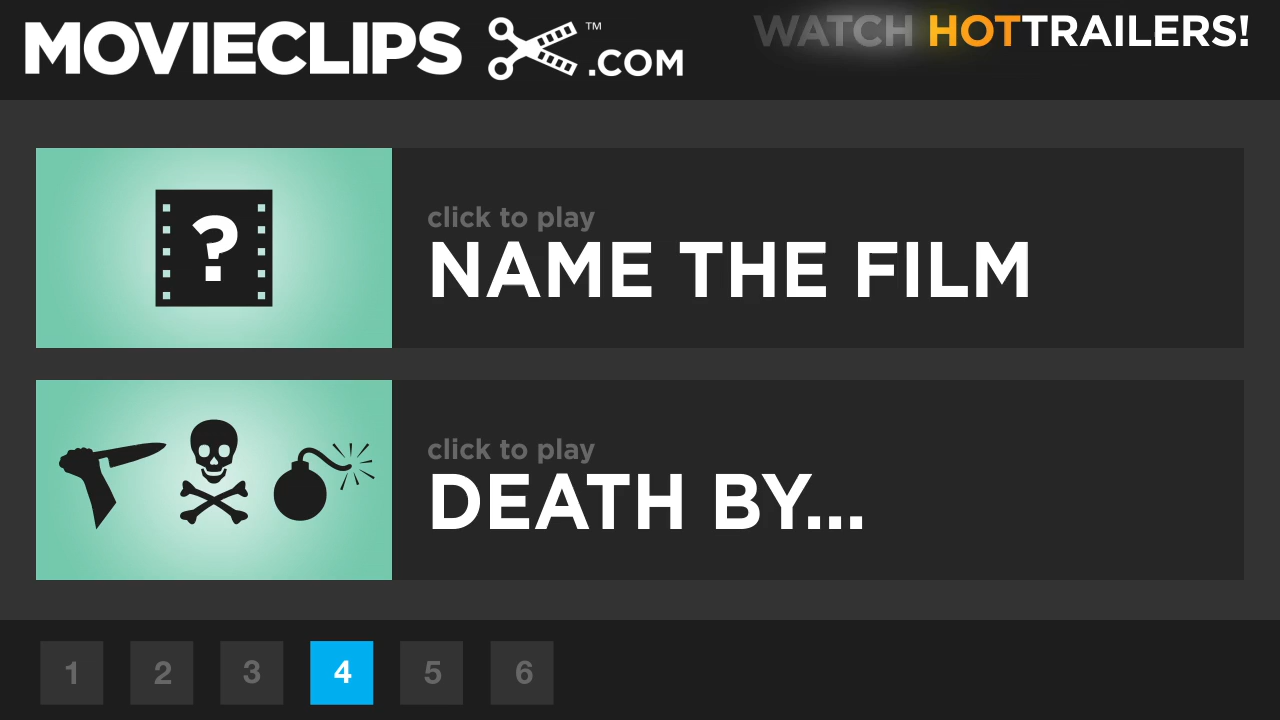 MOVIECLIPS ™ .COM
WATCH HOTTRAILERS!
?
click to play
NAME THE FILM
click to play
DEATH BY...
1 2 3 4 5 6